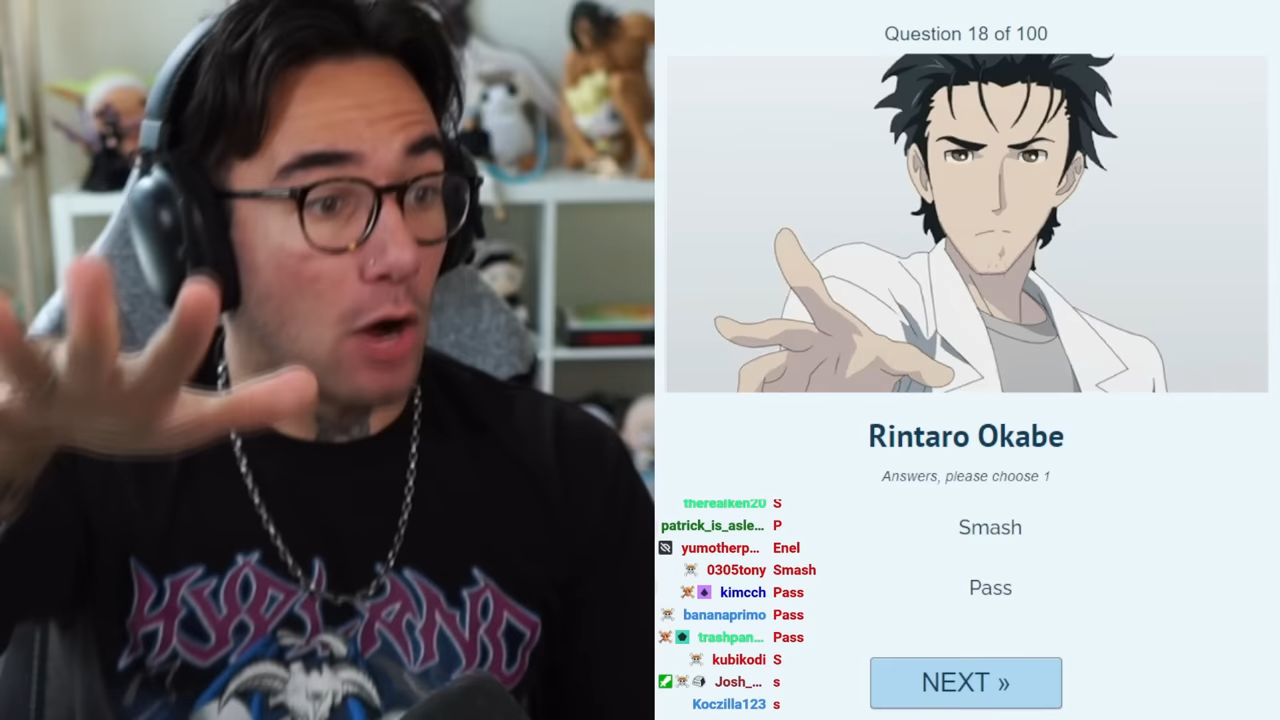 Question 18 of 100
Rintaro Okabe
Answers, please choose 1
Smash
Pass
therealken20 S
patrick_is_asle... P
yumotherp... Enel
0305tony Smash
kimcch Pass
bananaprimo Pass
trashpan... Pass
kubikodi S
Josh_... s
Koczilla123 s
NEXT »
HYPLAND